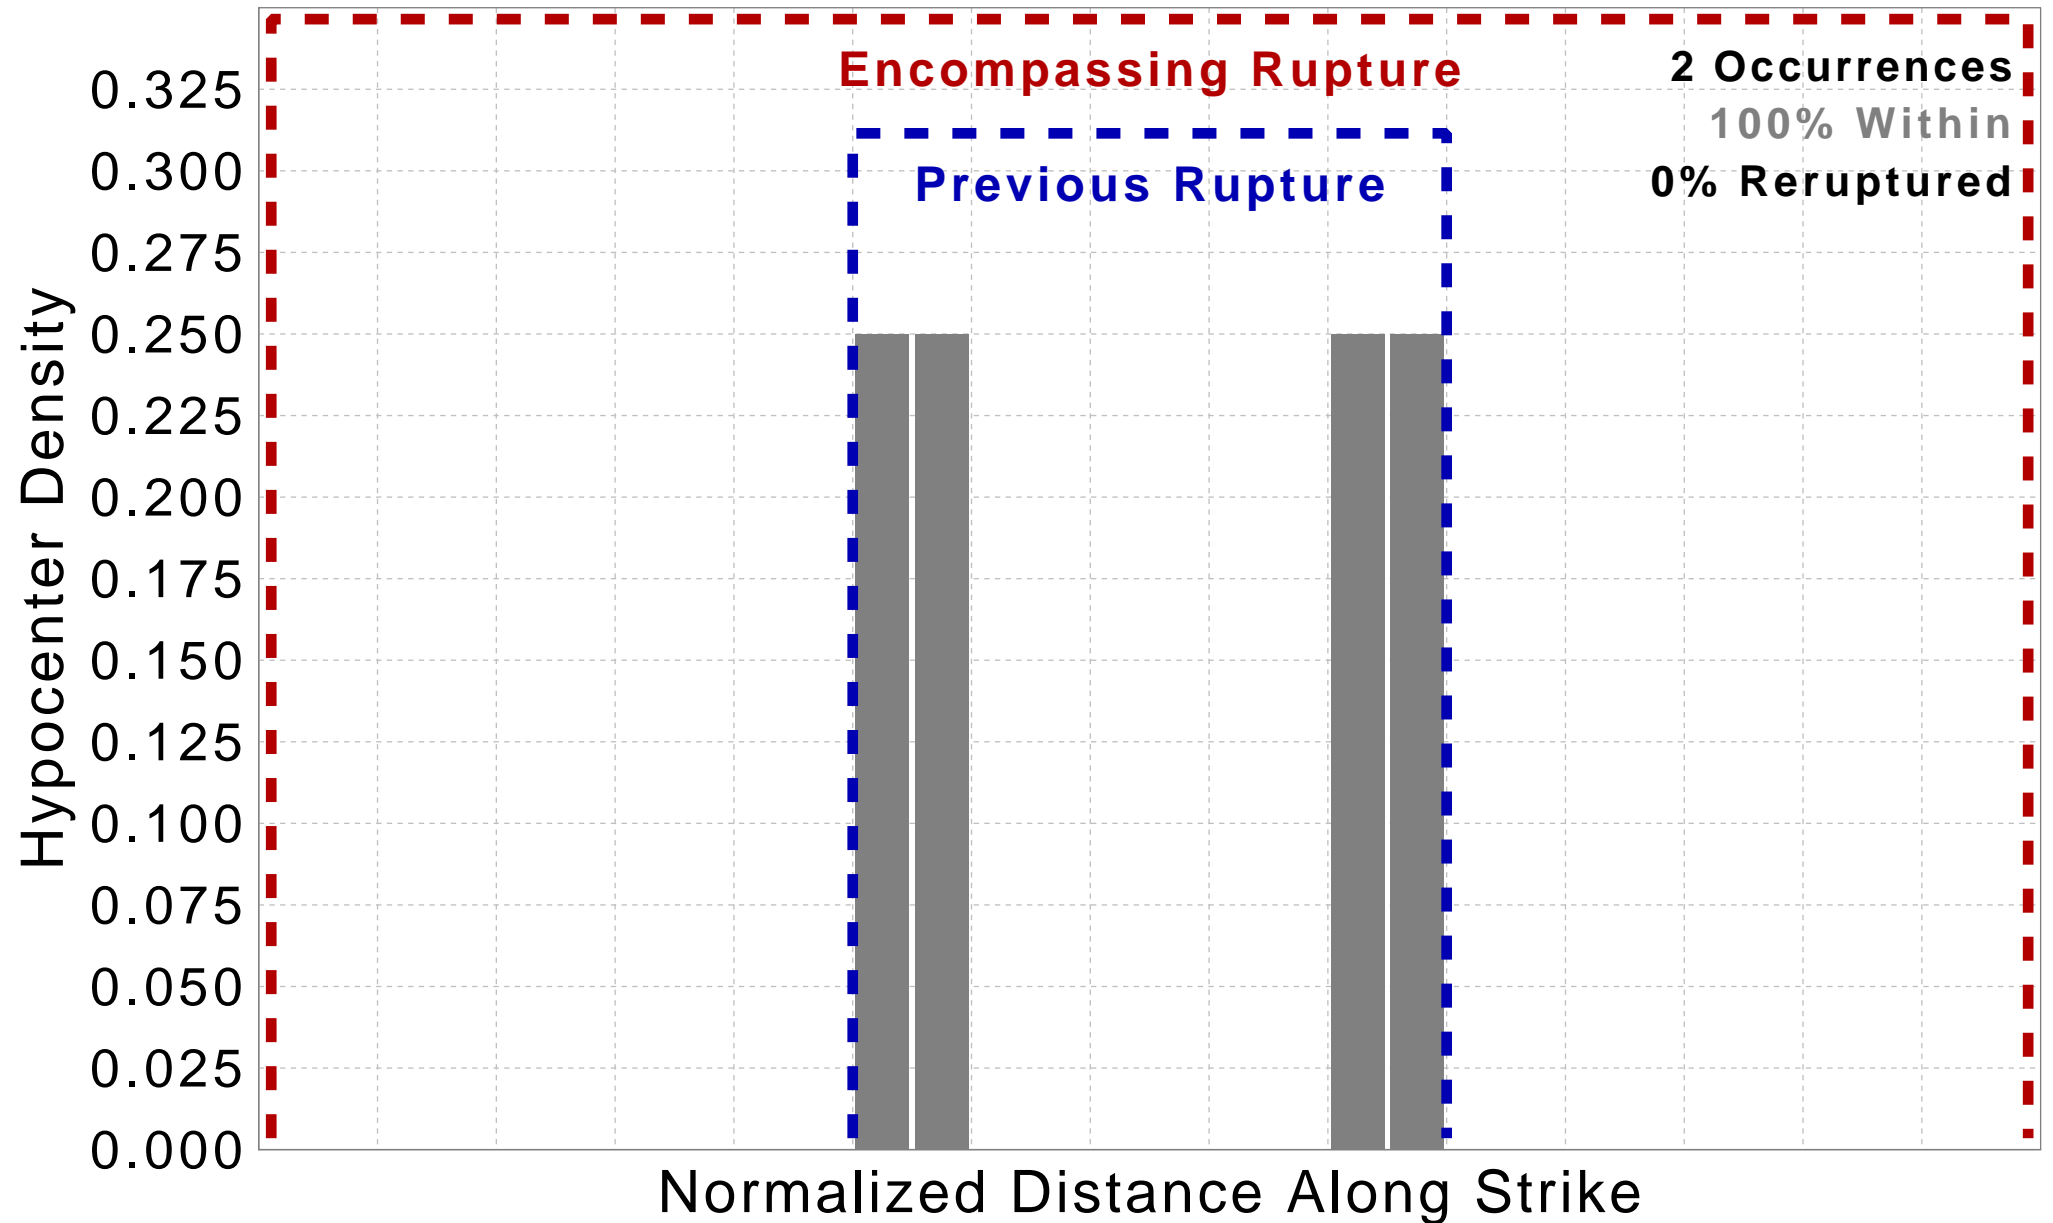 Encompassing Rupture
2 Occurrences
100% Within
0% Reruptured
Previous Rupture
Hypocenter Density
0.325
0.300
0.275
0.250
0.225
0.200
0.175
0.150
0.125
0.100
0.075
0.050
0.025
0.000
Normalized Distance Along Strike